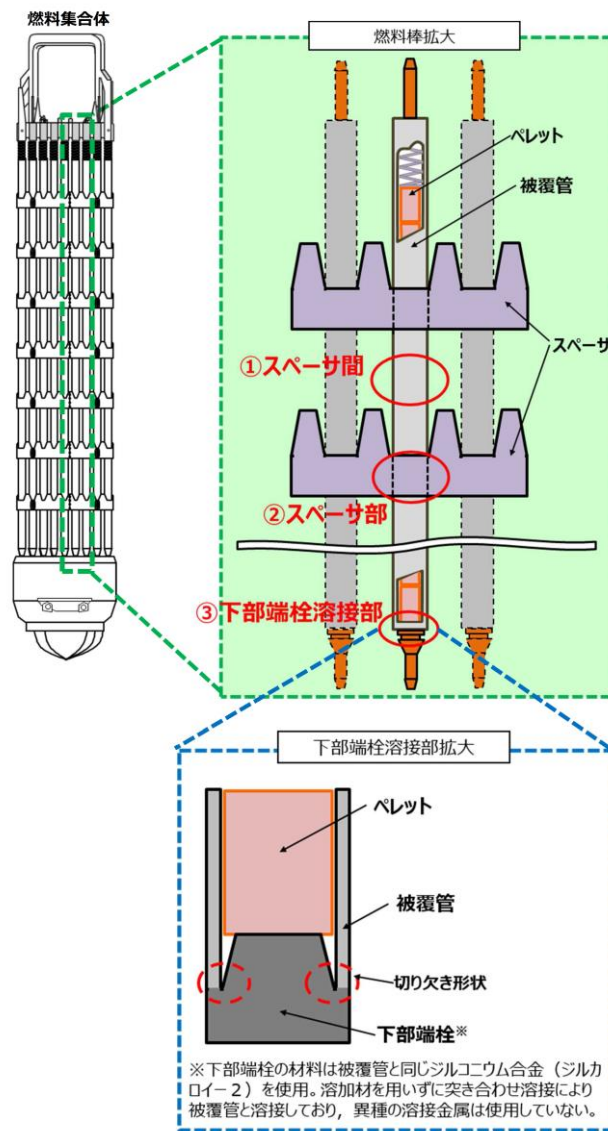 燃料集合体
燃料棒拡大
ペレット
被覆管
スペーサ
①スペーサ間
②スペーサ部
③下部端栓溶接部
下部端栓溶接部拡大
ペレット
被覆管
切り欠き形状
下部端栓※
※下部端栓の材料は被覆管と同じジルコニウム合金（ジルカ
ロイー２）を使用。溶加材を用いずに突き合わせ溶接により
被覆管と溶接しており，異種の溶接金属は使用していない。